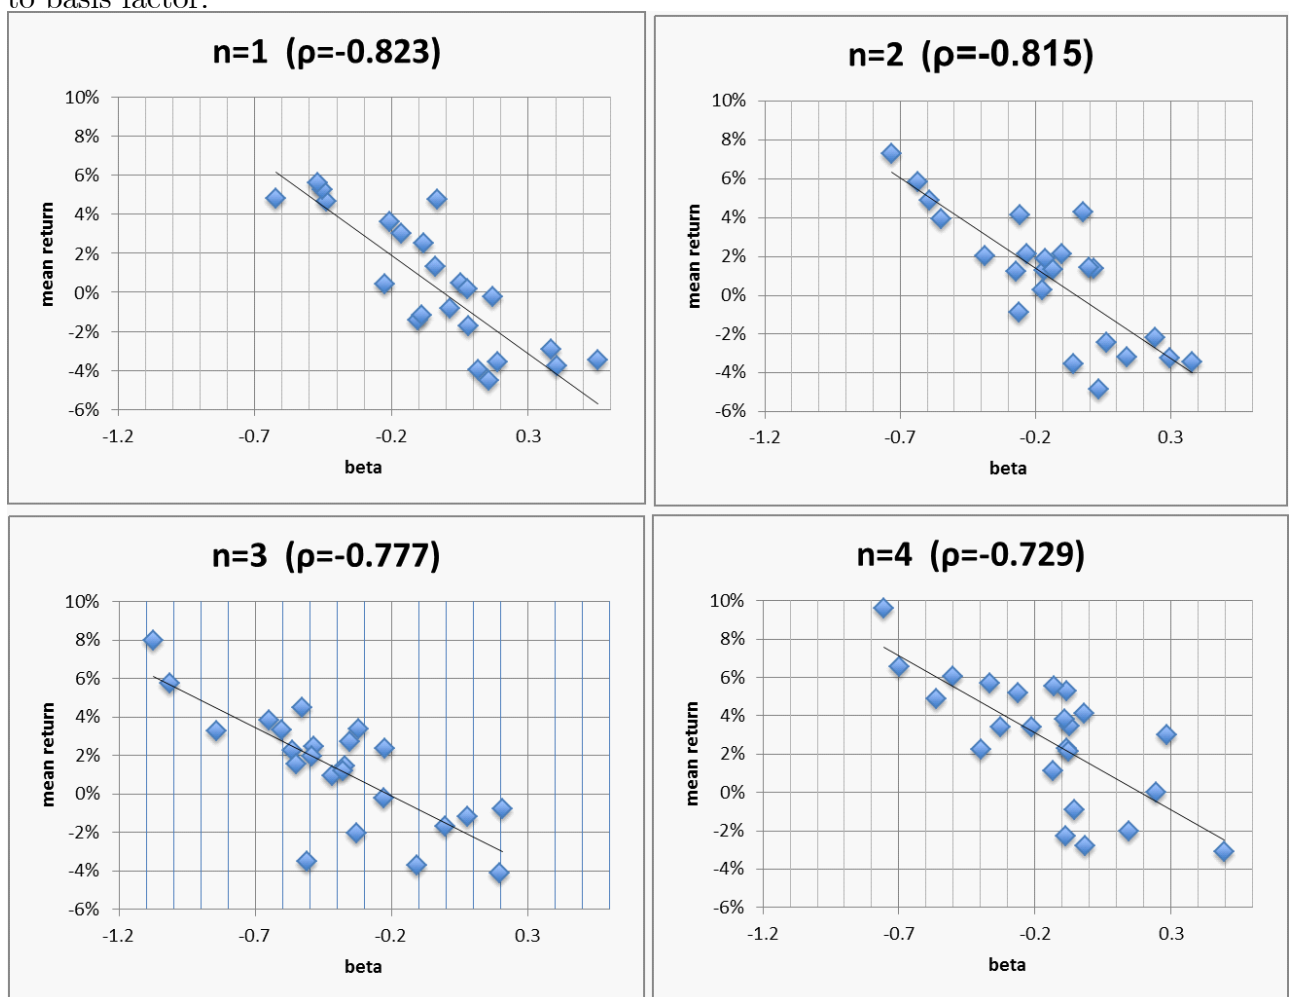 to basis factor.
n=1 (ρ=-0.823)
10%
8%
6%
4%
2%
0%
-2%
-4%
-6%
mean return
-1.2 -0.7 -0.2 0.3
beta
n=2 (ρ=-0.815)
10%
8%
6%
4%
2%
0%
-2%
-4%
-6%
mean return
-1.2 -0.7 -0.2 0.3
beta
n=3 (ρ=-0.777)
10%
8%
6%
4%
2%
0%
-2%
-4%
-6%
mean return
-1.2 -0.7 -0.2 0.3
beta
n=4 (ρ=-0.729)
10%
8%
6%
4%
2%
0%
-2%
-4%
-6%
mean return
-1.2 -0.7 -0.2 0.3
beta